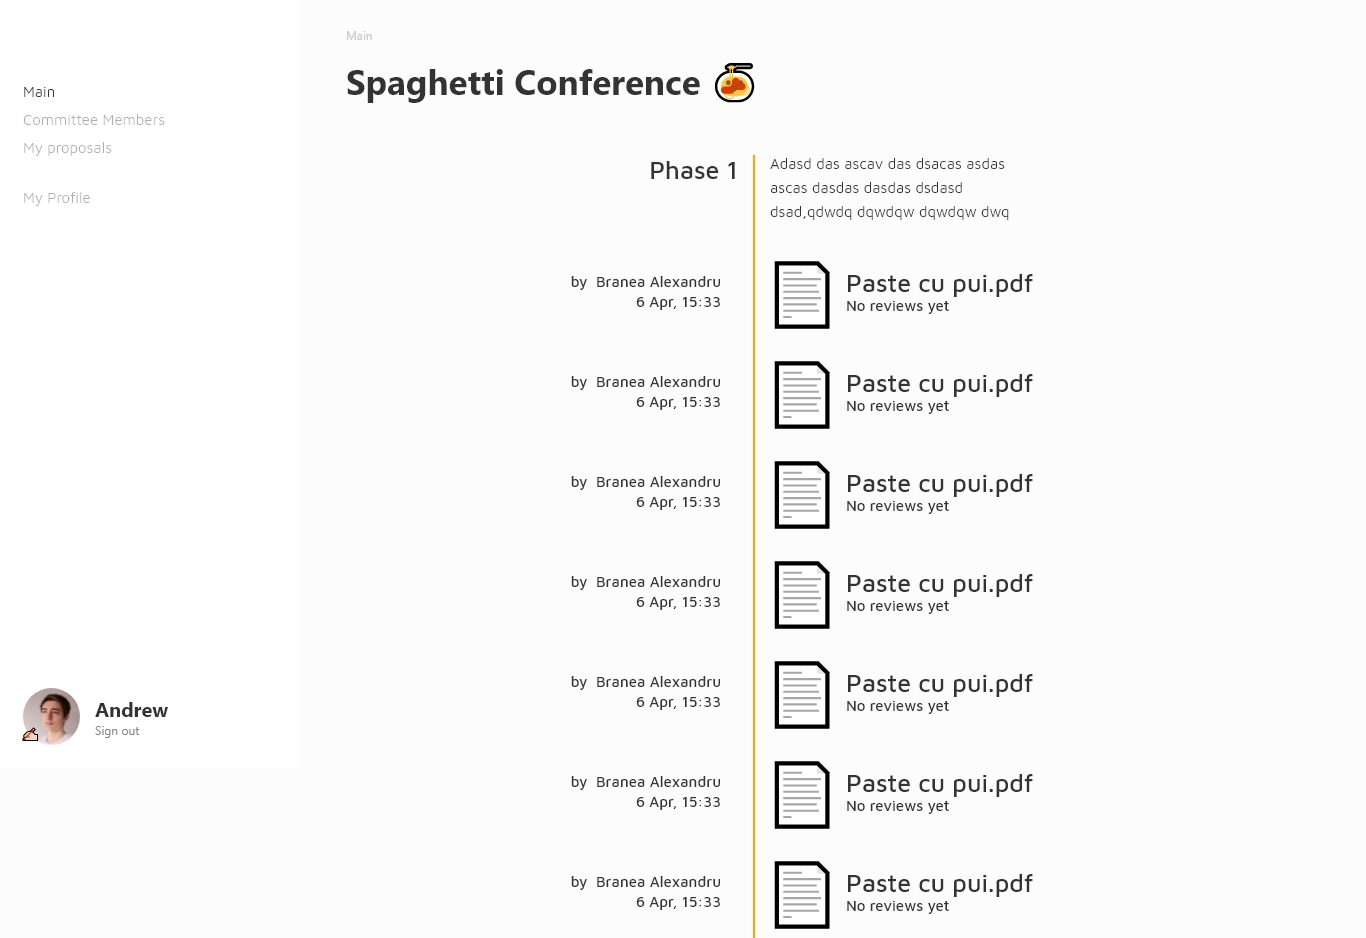 Main
Committee Members
My proposals
My Profile
Andrew
Sign out
Main
Spaghetti Conference
Phase 1
Adasd das ascav das dsacas asdas
ascas dasdas dasdas dsdasd
dsad,qdwdq dqwdqw dqwdqw dwq
by Branea Alexandru
6 Apr, 15:33
Paste cu pui.pdf
No reviews yet
by Branea Alexandru
6 Apr, 15:33
Paste cu pui.pdf
No reviews yet
by Branea Alexandru
6 Apr, 15:33
Paste cu pui.pdf
No reviews yet
by Branea Alexandru
6 Apr, 15:33
Paste cu pui.pdf
No reviews yet
by Branea Alexandru
6 Apr, 15:33
Paste cu pui.pdf
No reviews yet
by Branea Alexandru
6 Apr, 15:33
Paste cu pui.pdf
No reviews yet
by Branea Alexandru
6 Apr, 15:33
Paste cu pui.pdf
No reviews yet